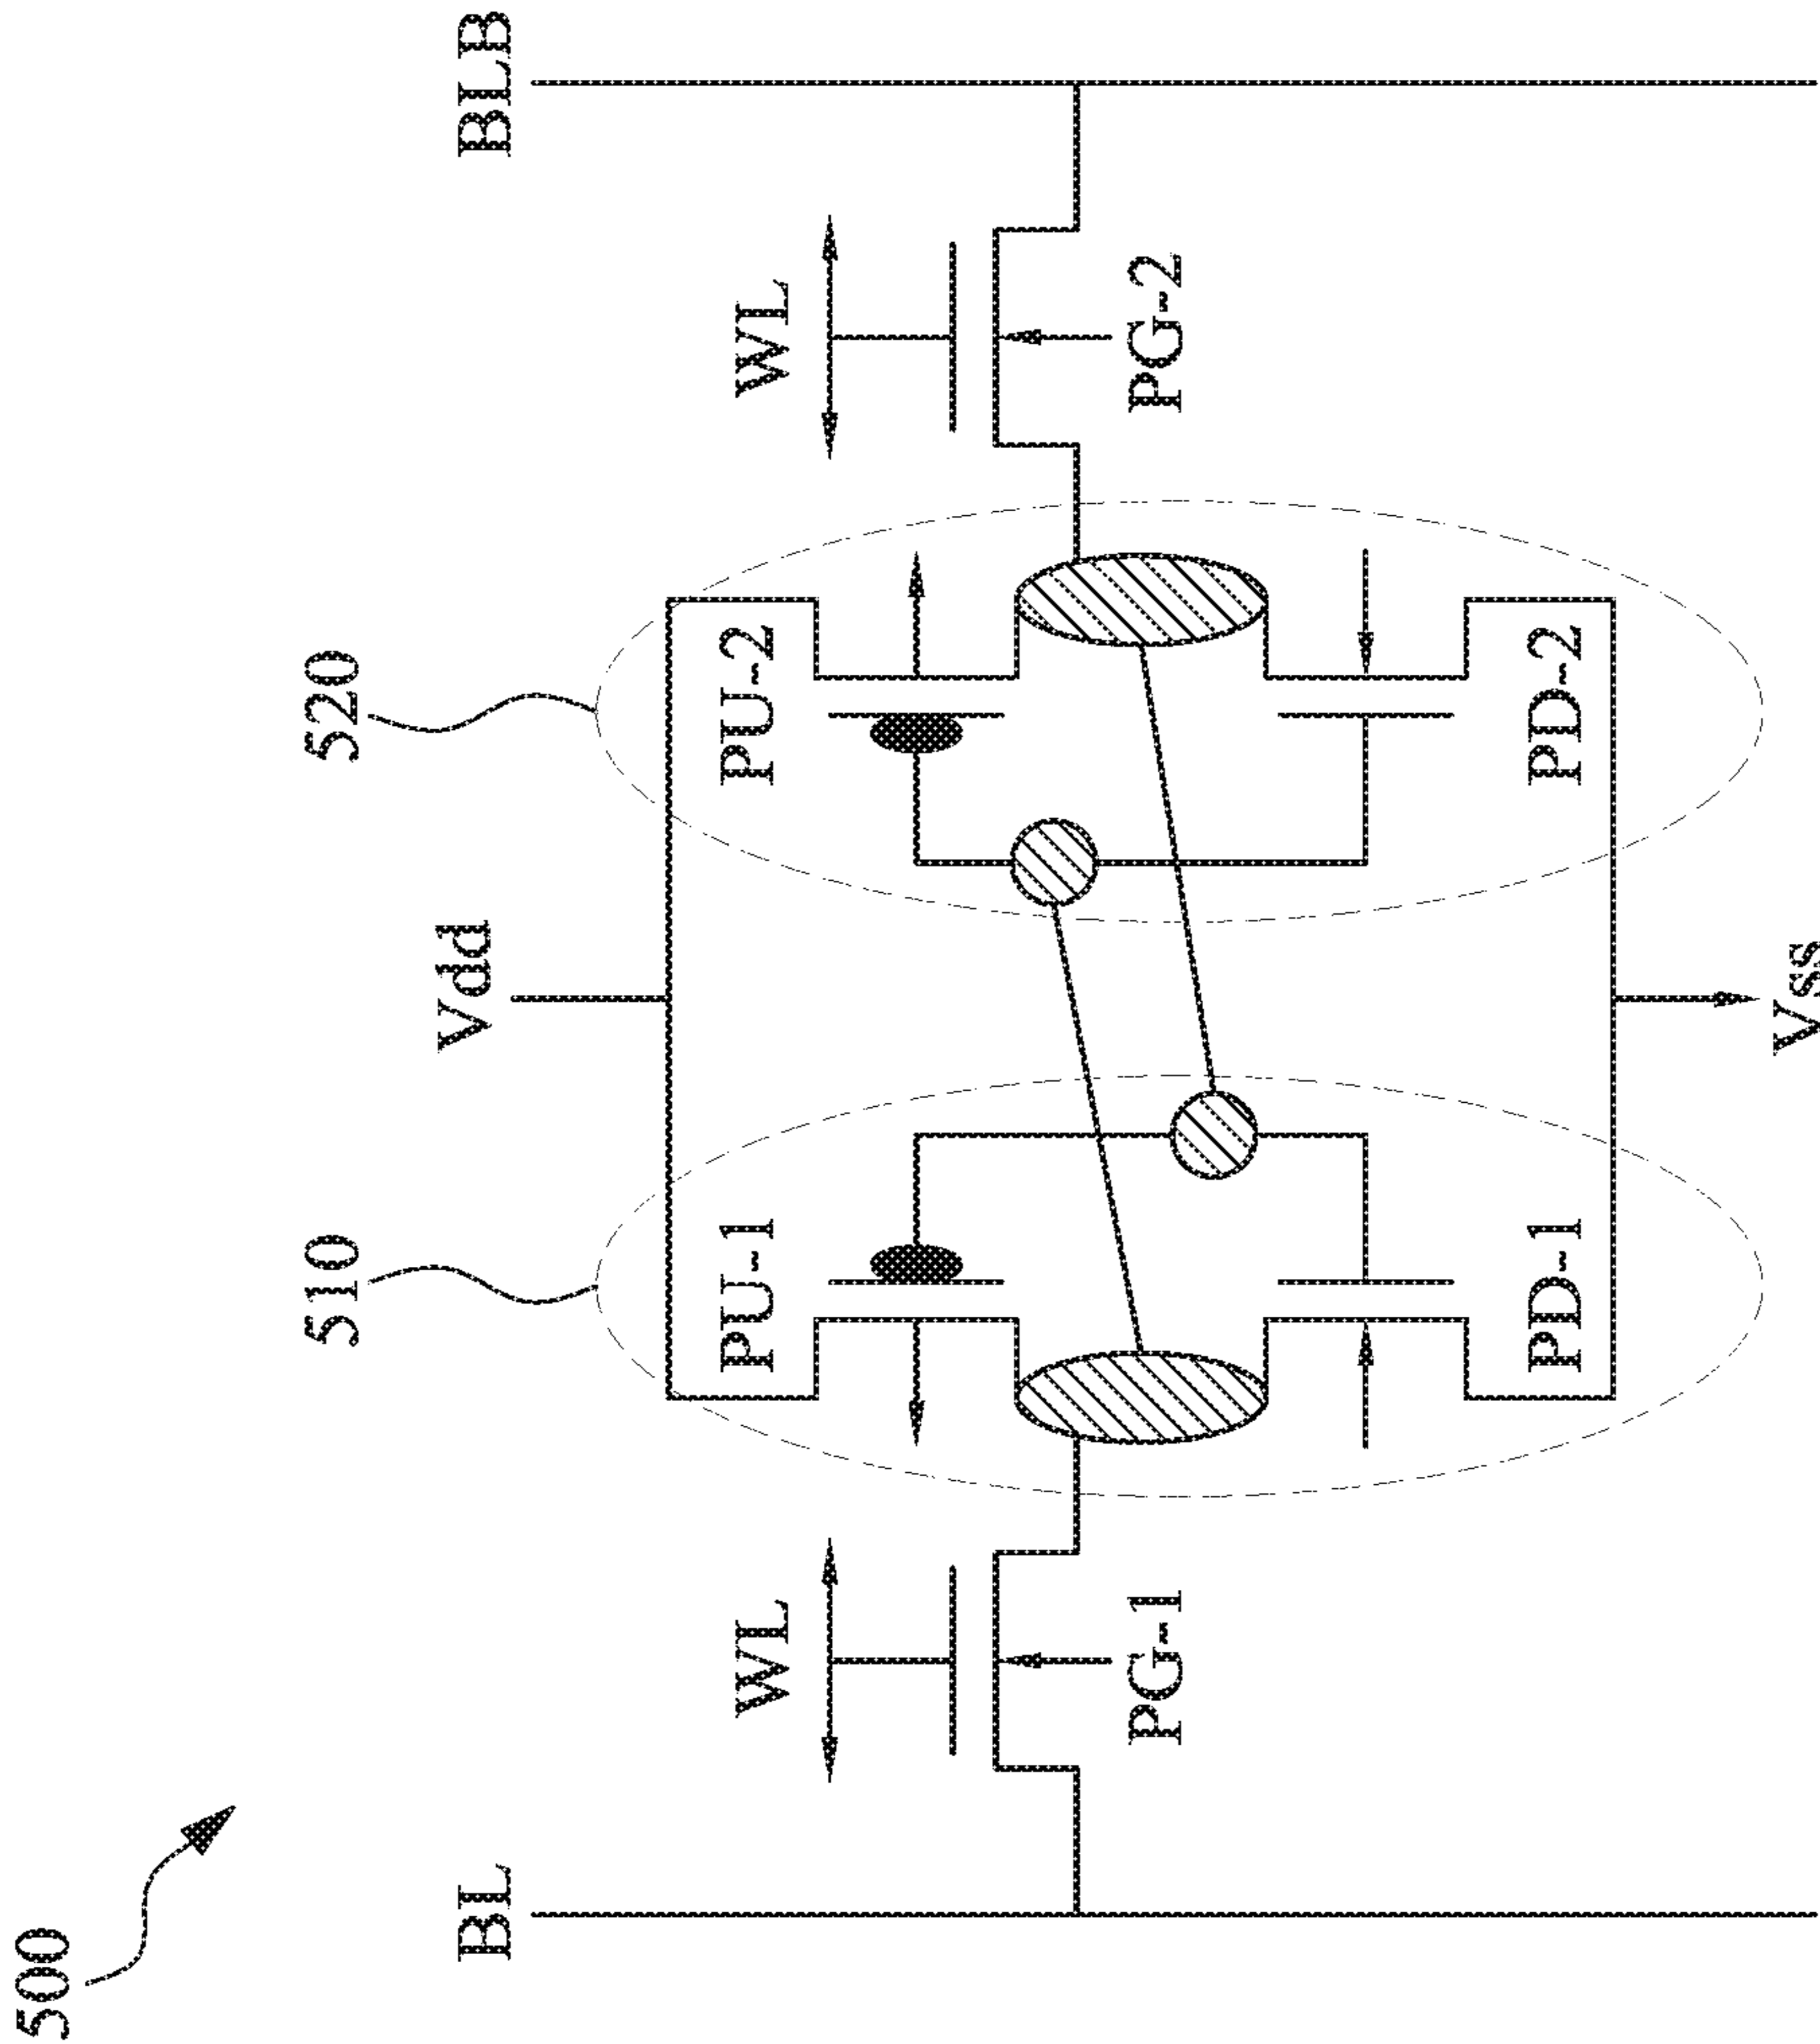 500
510
520
BL
Vdd
BLB
WL
PU-1
PU-2
WL
PG-1
PG-2
PD-1
PD-2
Vss